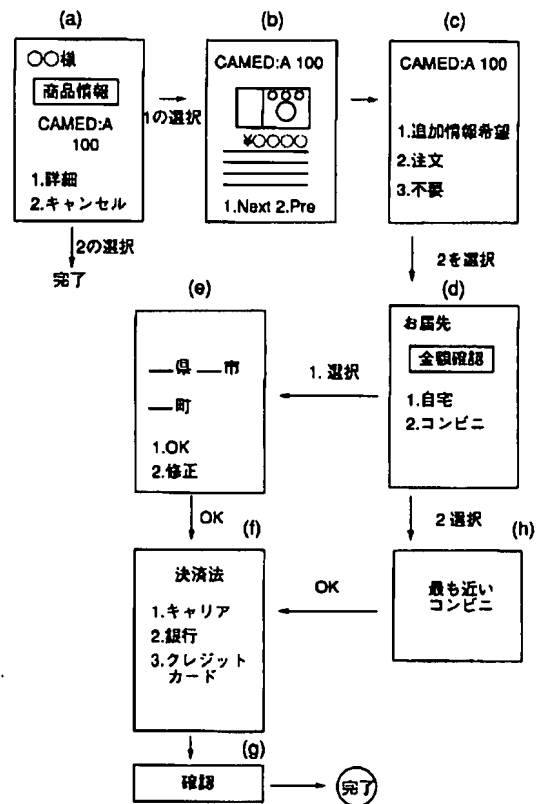 (a)
○○様
商品情報
CAMED:A
100
1.詳細
2.キャンセル
1の選択
2の選択
完了
(b)
CAMED:A 100
¥○○○○
1.Next 2.Pre
(c)
CAMED:A 100
1.追加情報希望
2.注文
3.不要
2を選択
(d)
お届先
金額確認
1.自宅
2.コンビニ
1. 選択
2 選択
(e)
県 市
町
1.OK
2.修正
OK
(f)
決済法
1.キャリア
2.銀行
3.クレジット
カード
(h)
最も近い
コンビニ
OK
(g)
確認
完了